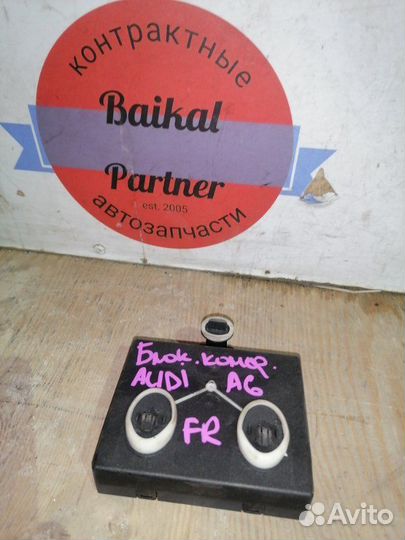 контрактные
Baikal
Partner
est. 2005
автозапчасти
Блок. комф.
AUDI A6
FR
Avito